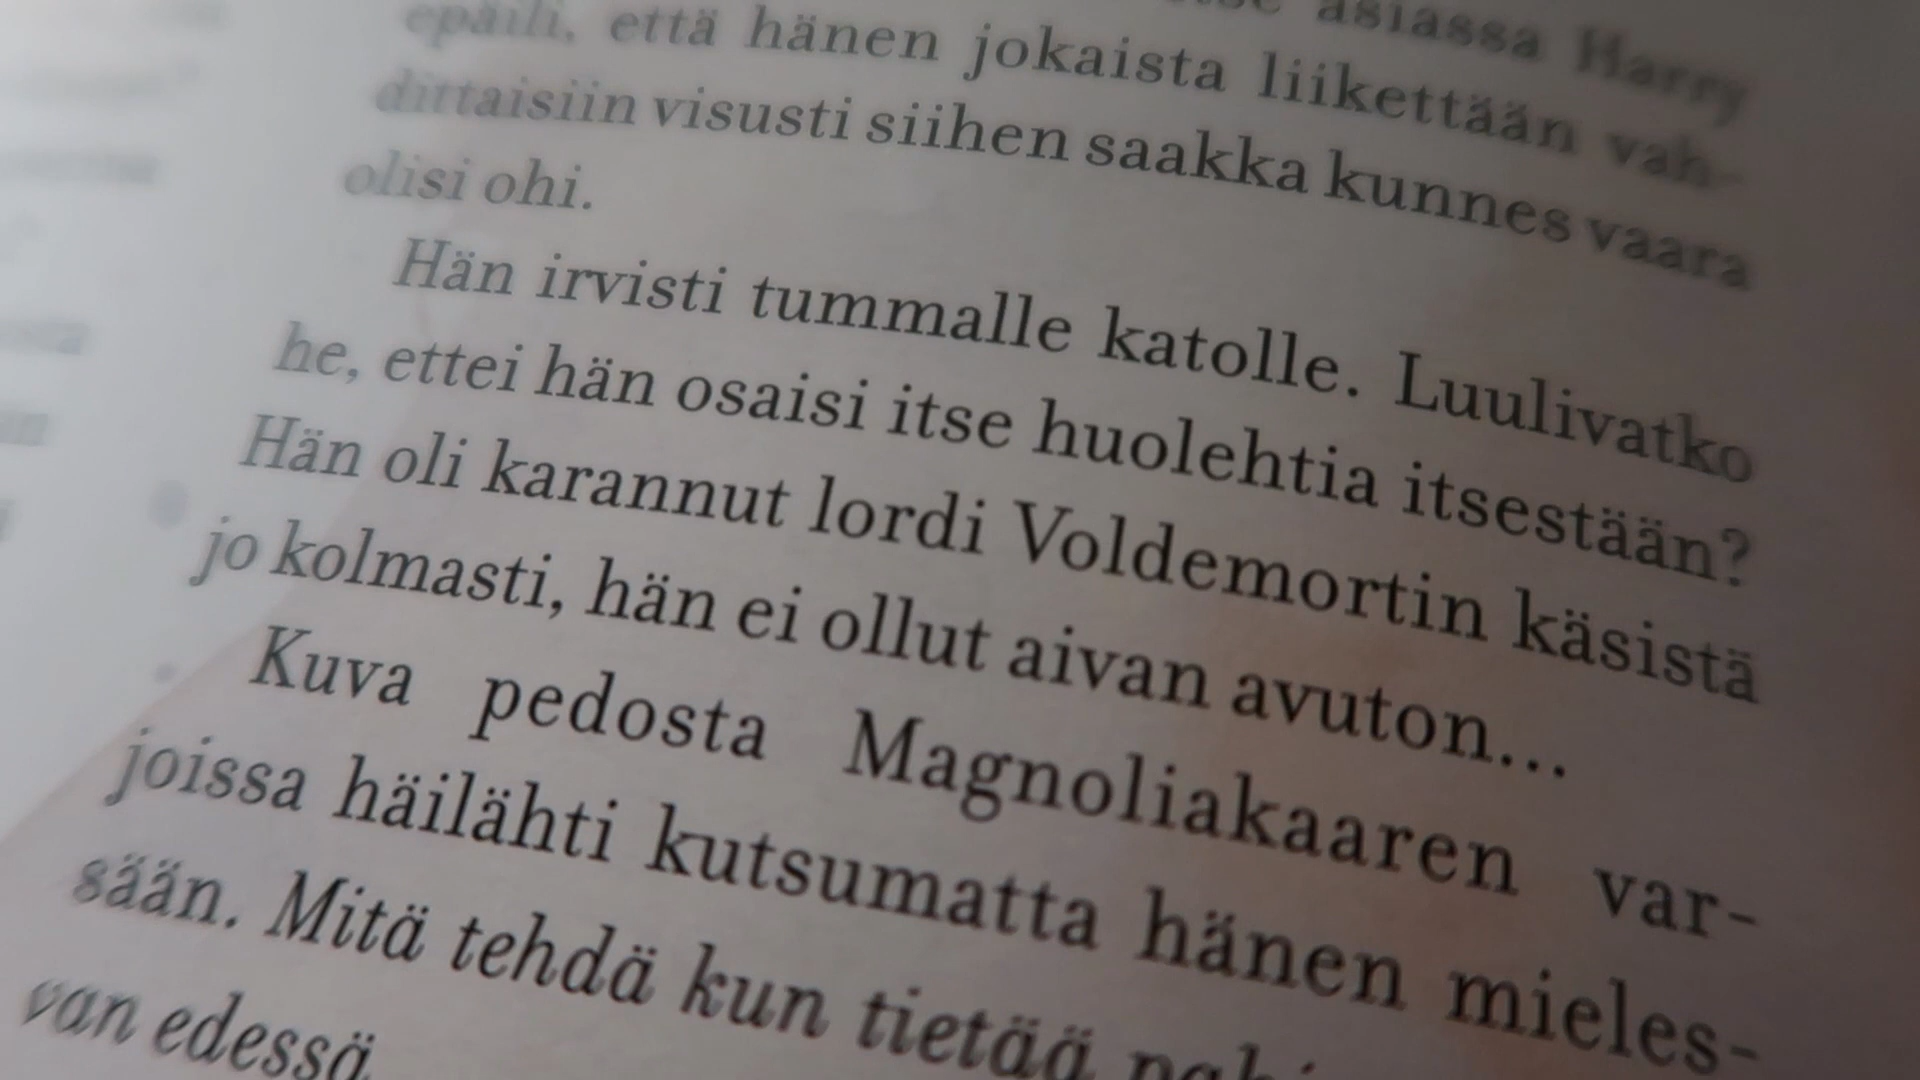 asiassa Harry
epäili, että hänen jokaista liikettään vah-
dittaisiin visusti siihen saakka kunnes vaara
olisi ohi.
Hän irvisti tummalle katolle. Luulivatko
he, ettei hän osaisi itse huolehtia itsestään?
Hän oli karannut lordi Voldemortin käsistä
jo kolmasti, hän ei ollut aivan avuton...
Kuva pedosta Magnoliakaaren var-
joissa häilähti kutsumatta hänen mieles-
sään. Mitä tehdä kun tietää
van edessä